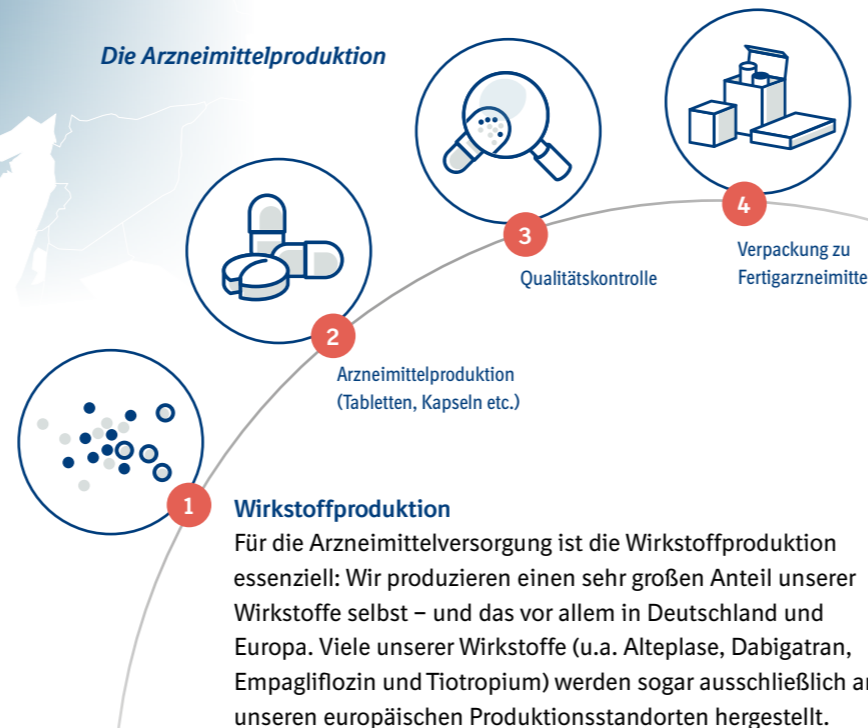 Die Arzneimittelproduktion
4
3
Verpackung zu
Qualitätskontrolle
2
Arzneimittelproduktion
(Tabletten, Kapseln etc.)
1
Wirkstoffproduktion
Für die Arzneimittelversorgung ist die Wirkstoffproduktion
essenziell: Wir produzieren einen sehr großen Anteil unserer
Wirkstoffe selbst – und das vor allem in Deutschland und
Europa. Viele unserer Wirkstoffe (u.a. Alteplase, Dabigatran,
Empagliflozin und Tiotropium) werden sogar ausschließlich
unseren europäischen Produktionsstandorten hergestellt.